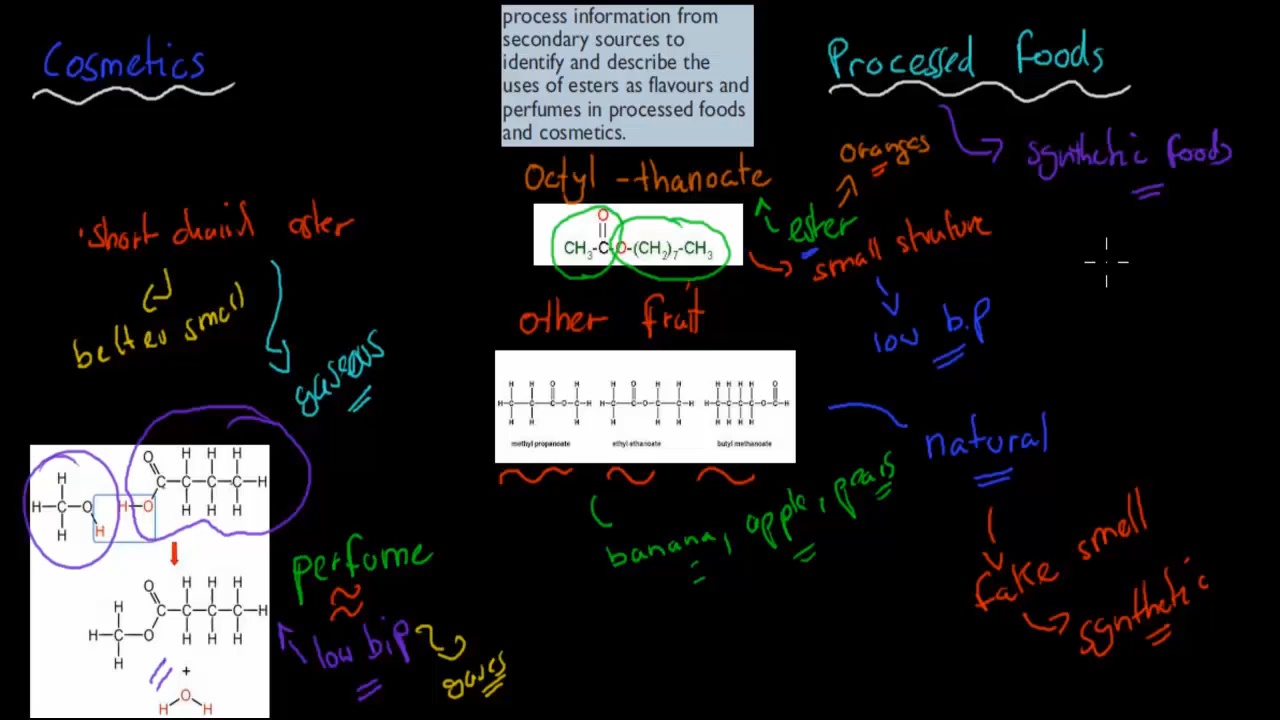 Cosmetics
process information from
secondary sources to
identify and describe the
uses of esters as flavours and
perfumes in processed foods
and cosmetics.
Processed foods
synthetic foods
oranges
Octyl -thanoate
ester
small struture
low b.p
O
CH3-C-O-(CH2)7-CH3
short chain ester
better smell
gaseous
other fruit
methyl propanoate
ethyl ethanoate
butyl methanoate
banana, apple, pears
natural
fake smell
synthetic
perfume
low b.p
gases